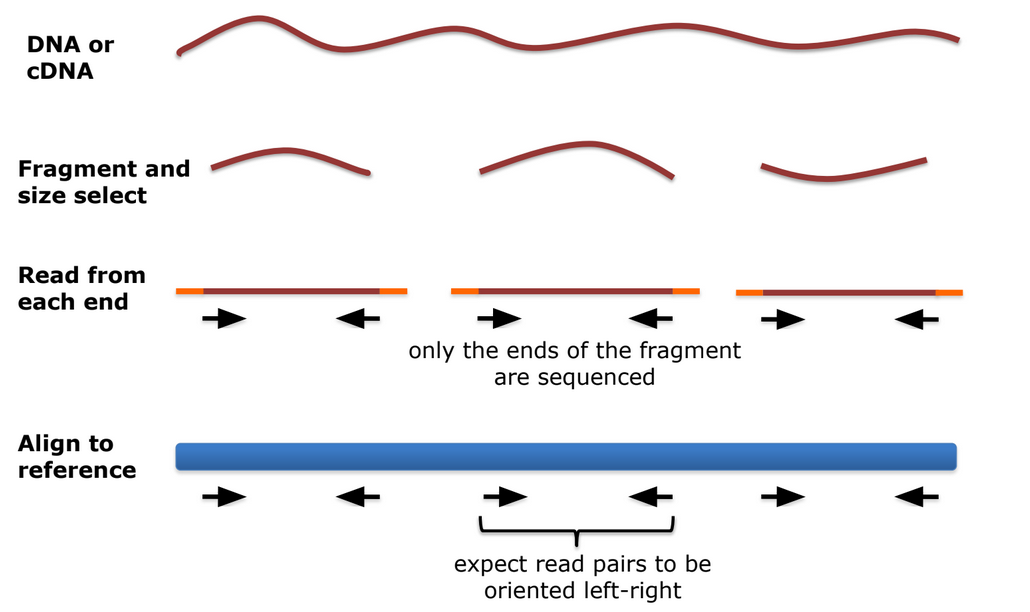 DNA or
cDNA
Fragment and
size select
Read from
each end
only the ends of the fragment
are sequenced
Align to
reference
expect read pairs to be
oriented left-right